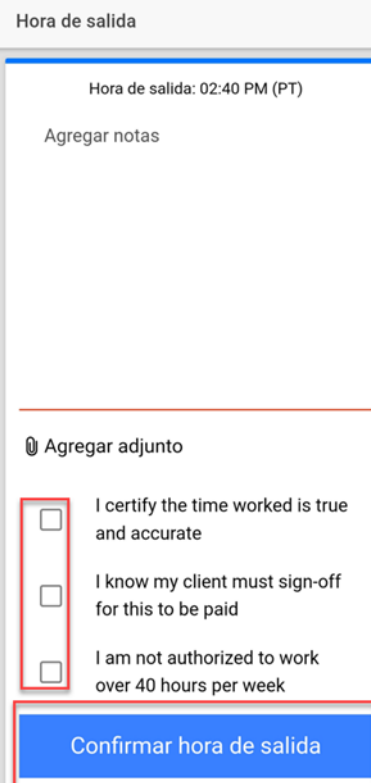 Hora de salida
Hora de salida: 02:40 PM (PT)
Agregar notas
Agregar adjunto
I certify the time worked is true
and accurate
I know my client must sign-off
for this to be paid
I am not authorized to work
over 40 hours per week
Confirmar hora de salida